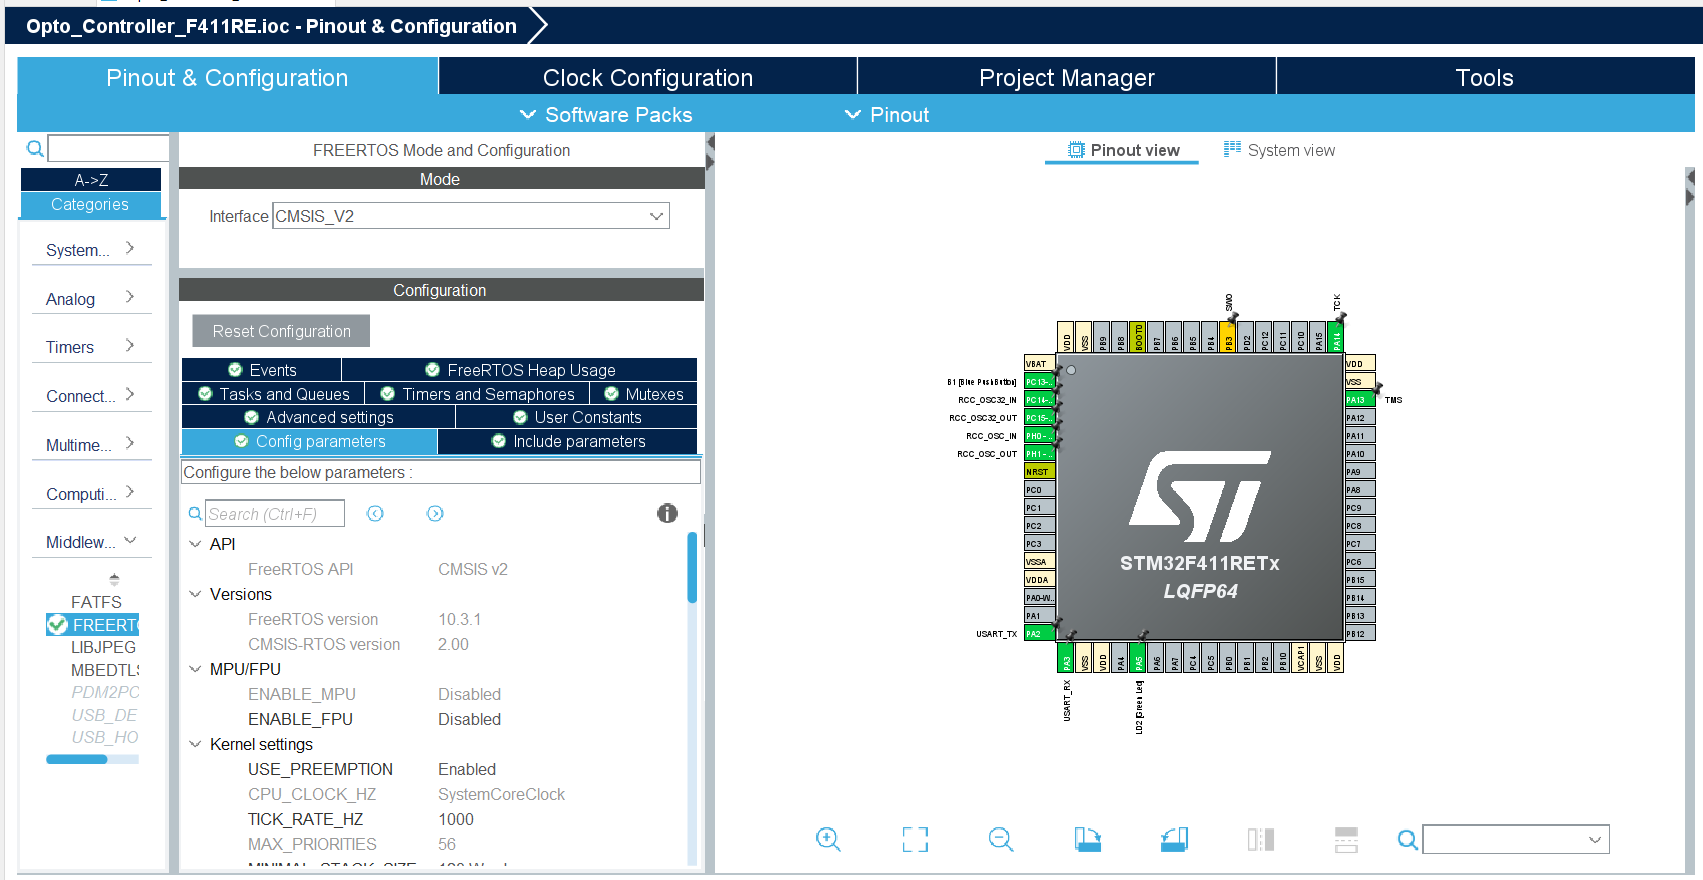 Opto_Controller_F411RE.ioc - Pinout & Configuration
Pinout & Configuration
Clock Configuration
Project Manager
Tools
Software Packs
Pinout
A->Z
Categories
System...
Analog
Timers
Connect...
Multime...
Computi...
Middlew...
FATFS
FREERTO
LIBJPEG
MBEDTLS
PDM2PC
USB_DE
USB_HO
FREERTOS Mode and Configuration
Mode
Interface CMSIS_V2
Configuration
Reset Configuration
Events
FreeRTOS Heap Usage
Tasks and Queues
Timers and Semaphores
Mutexes
Advanced settings
User Constants
Config parameters
Include parameters
Configure the below parameters :
Search (Ctrl+F)
API
FreeRTOS API CMSIS v2
Versions
FreeRTOS version 10.3.1
CMSIS-RTOS version 2.00
MPU/FPU
ENABLE_MPU Disabled
ENABLE_FPU Disabled
Kernel settings
USE_PREEMPTION Enabled
CPU_CLOCK_HZ SystemCoreClock
TICK_RATE_HZ 1000
MAX_PRIORITIES 56
Pinout view
System view
SWO
TCK
VDD
VSS
PB9
PB8
BOOT0
PB7
PB6
PB5
PB4
PB3
PD2
PC12
PC11
PC10
PA15
PA14
VBAT
B1 [Blue PushButton] PC13-..
RCC_OSC32_IN PC14-..
RCC_OSC32_OUT PC15-..
RCC_OSC_IN PH0 -..
RCC_OSC_OUT PH1 -..
NRST
PC0
PC1
PC2
PC3
VSSA
VDDA
PA0-W..
PA1
USART_TX PA2
STM32F411RETx
LQFP64
VDD
VSS
PA13 TMS
PA12
PA11
PA10
PA9
PA8
PC9
PC8
PC7
PC6
PB15
PB14
PB13
PB12
PA3
VSS
VDD
PA4
PA5
PA6
PA7
PC4
PC5
PB0
PB1
PB2
PB10
VCAP1
VSS
VDD
USART_RX
LD2 [Green Led]